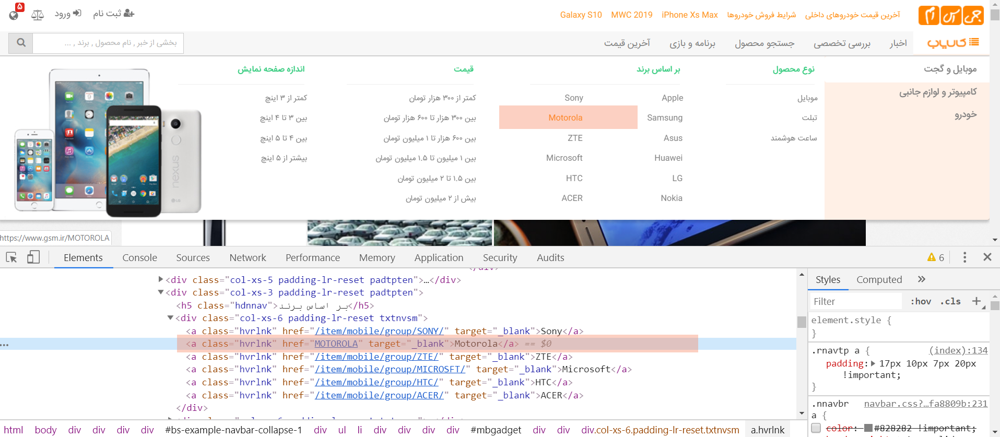 ۵
ورود
ثبت نام
Galaxy S10 MWC 2019 iPhone Xs Max شرایط فروش خودروها آخرین قیمت خودروهای داخلی
جی اس ام
بخشی از خبر , نام محصول , برند , ...
کالایاب
اخبار
بررسی تخصصی
جستجو محصول
برنامه و بازی
آخرین قیمت
موبایل و گجت
کامپیوتر و لوازم جانبی
خودرو
نوع محصول
موبایل
تبلت
ساعت هوشمند
بر اساس برند
Apple
Samsung
Asus
Huawei
LG
Nokia
Sony
Motorola
ZTE
Microsoft
HTC
ACER
قیمت
کمتر از ۳۰۰ هزار تومان
بین ۳۰۰ هزار تا ۶۰۰ هزار تومان
بین ۶۰۰ هزار تا ۱ میلیون تومان
بین ۱ میلیون تا ۱.۵ میلیون تومان
بین ۱.۵ تا ۲ میلیون تومان
بیش از ۲ میلیون تومان
اندازه صفحه نمایش
کمتر از ۳ اینچ
بین ۳ تا ۴ اینچ
بین ۴ تا ۵ اینچ
بیشتر از ۵ اینچ
nexus
LG
https://www.gsm.ir/MOTOROLA
Elements Console Sources Network Performance Memory Application Security Audits 6
</div>
<div class="col-xs-5 padding-lr-reset padtpten">…</div>
<div class="col-xs-3 padding-lr-reset padtpten">
<h5 class="hdnnav">بر اساس برند</h5>
<div class="col-xs-6 padding-lr-reset txtnvsm">
<a class="hvrlnk" href="/item/mobile/group/SONY/" target="_blank">Sony</a>
<a class="hvrlnk" href="MOTOROLA" target="_blank">Motorola</a> == $0
<a class="hvrlnk" href="/item/mobile/group/ZTE/" target="_blank">ZTE</a>
<a class="hvrlnk" href="/item/mobile/group/MICROSFT/" target="_blank">Microsoft</a>
<a class="hvrlnk" href="/item/mobile/group/HTC/" target="_blank">HTC</a>
<a class="hvrlnk" href="/item/mobile/group/ACER/" target="_blank">ACER</a>
</div>
html body div div div div #bs-example-navbar-collapse-1 div ul li div div div div #mbgadget div div div.col-xs-6.padding-lr-reset.txtnvsm a.hvrlnk
Styles Computed »
Filter :hov .cls +
element.style {
}
.rnavtp a { (index):134
padding: 17px 10px 7px 20px
!important;
}
.nnavbr navbar.css?…fa8809b:231
a {
color: #828282 !important;